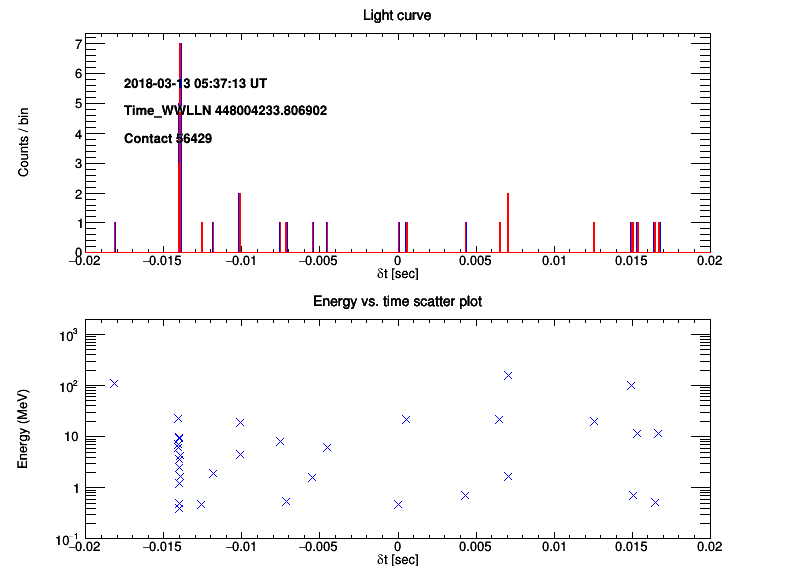 Light curve
7
6
5
4
3
2
1
0
Counts / bin
2018-03-13 05:37:13 UT
Time_WWLLN 448004233.806902
Contact 56429
−0.02 −0.015 −0.01 −0.005 0 0.005 0.01 0.015 0.02
δt [sec]
Energy vs. time scatter plot
10³
10²
10
1
10⁻¹
Energy (MeV)
−0.02 −0.015 −0.01 −0.005 0 0.005 0.01 0.015 0.02
δt [sec]